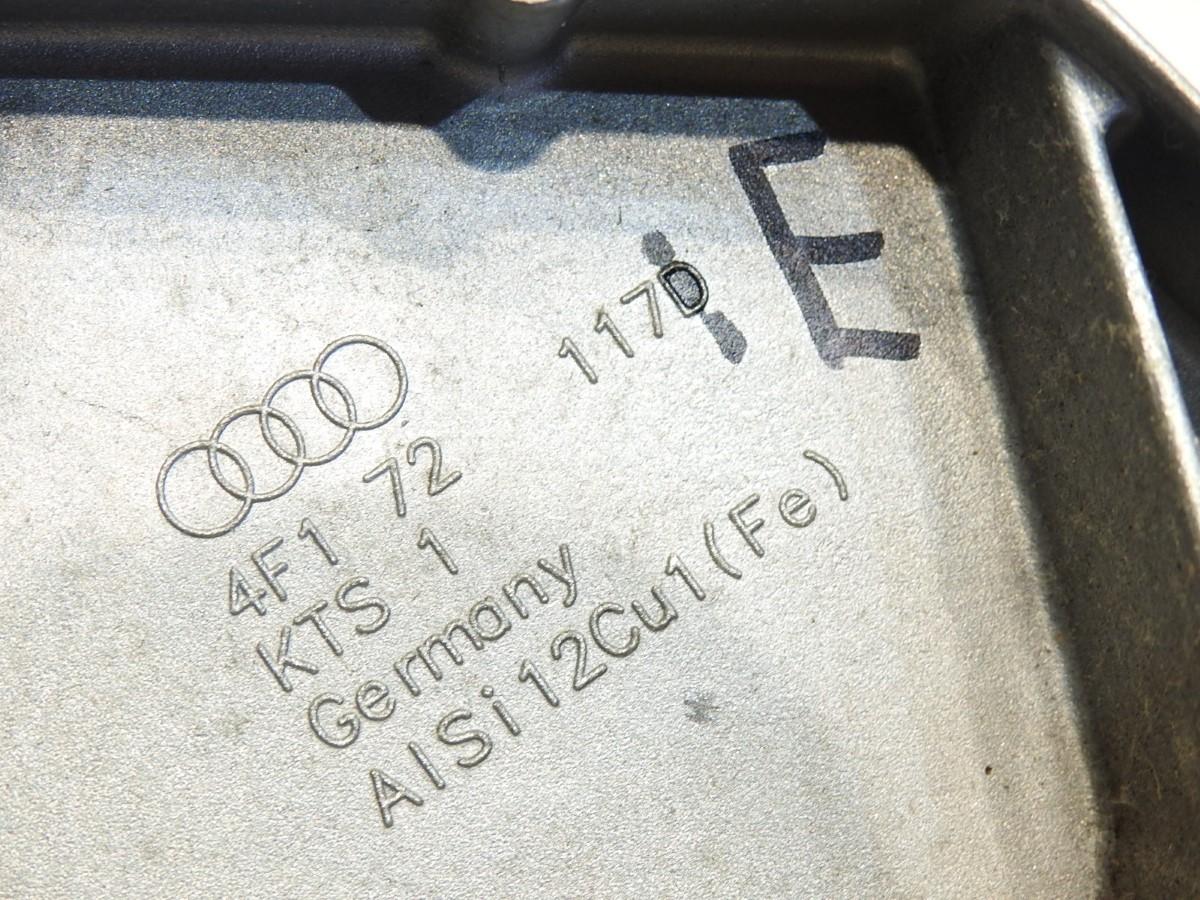 E
4F1 72 117D
KTS 1
Germany
AlSi12Cu1(Fe)